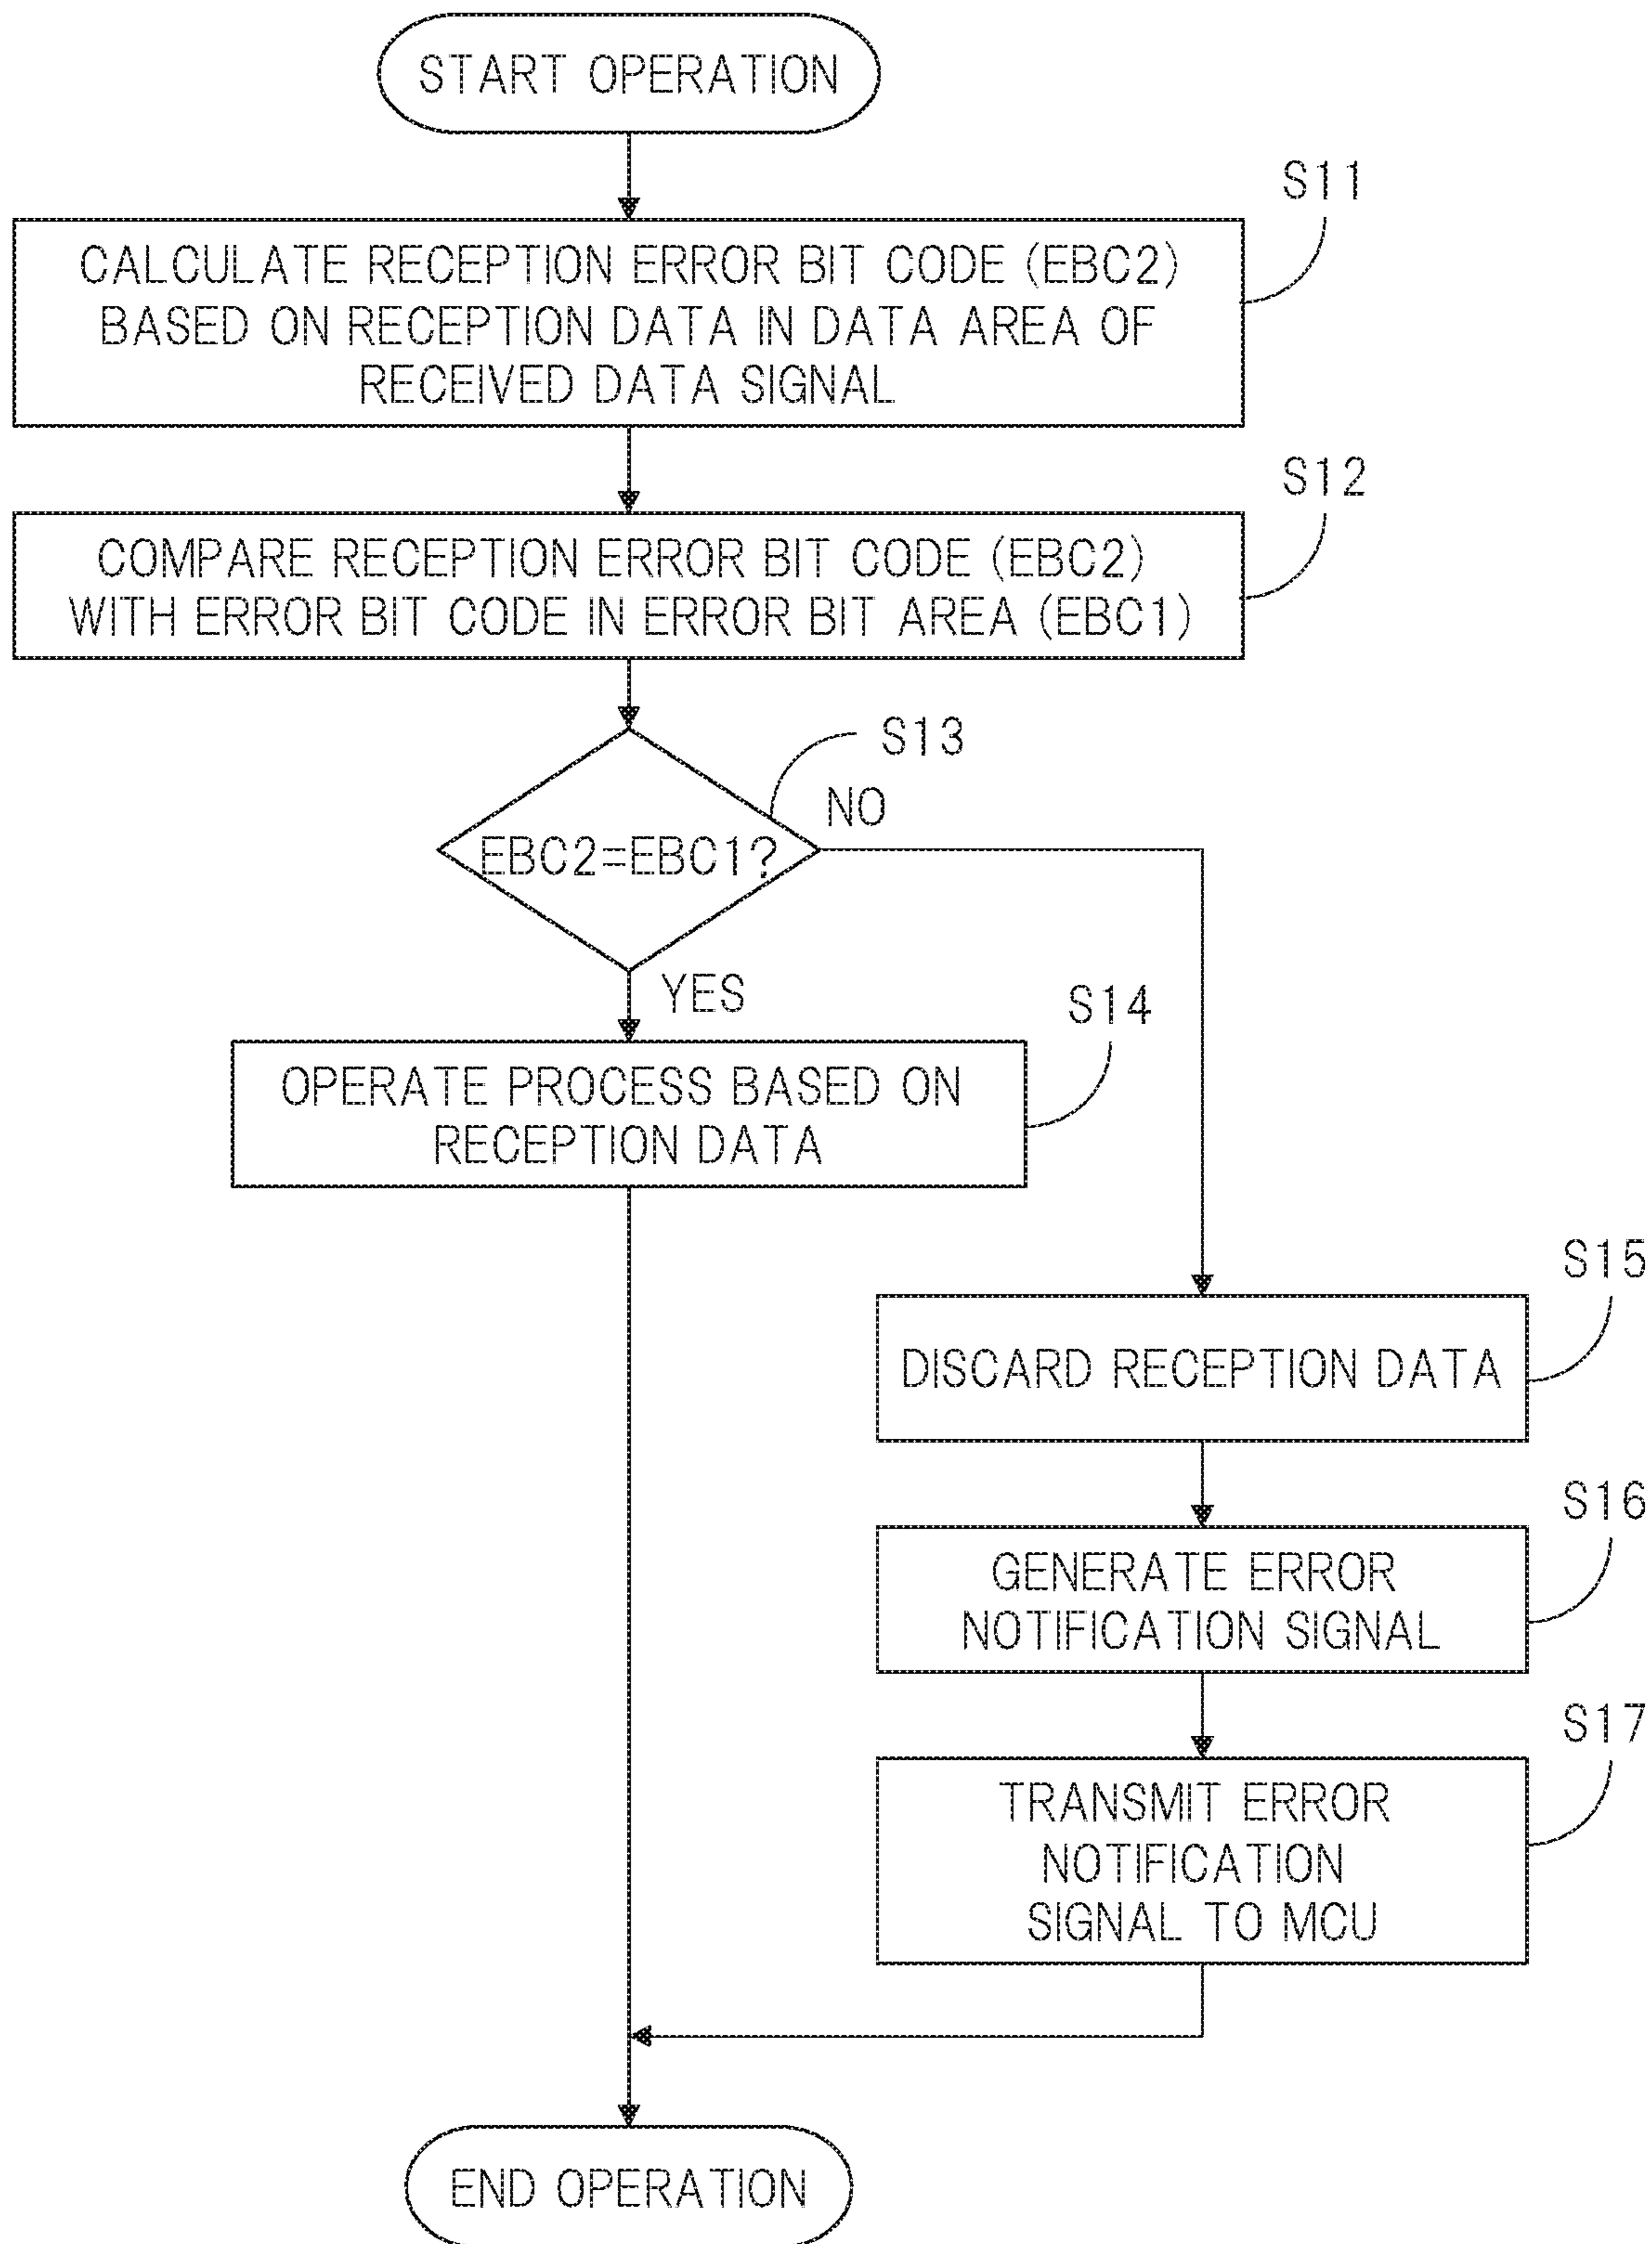 START OPERATION
S11
CALCULATE RECEPTION ERROR BIT CODE (EBC2)
BASED ON RECEPTION DATA IN DATA AREA OF
RECEIVED DATA SIGNAL
S12
COMPARE RECEPTION ERROR BIT CODE (EBC2)
WITH ERROR BIT CODE IN ERROR BIT AREA (EBC1)
S13
NO
EBC2=EBC1?
YES
S14
OPERATE PROCESS BASED ON
RECEPTION DATA
S15
DISCARD RECEPTION DATA
S16
GENERATE ERROR
NOTIFICATION SIGNAL
S17
TRANSMIT ERROR
NOTIFICATION
SIGNAL TO MCU
END OPERATION